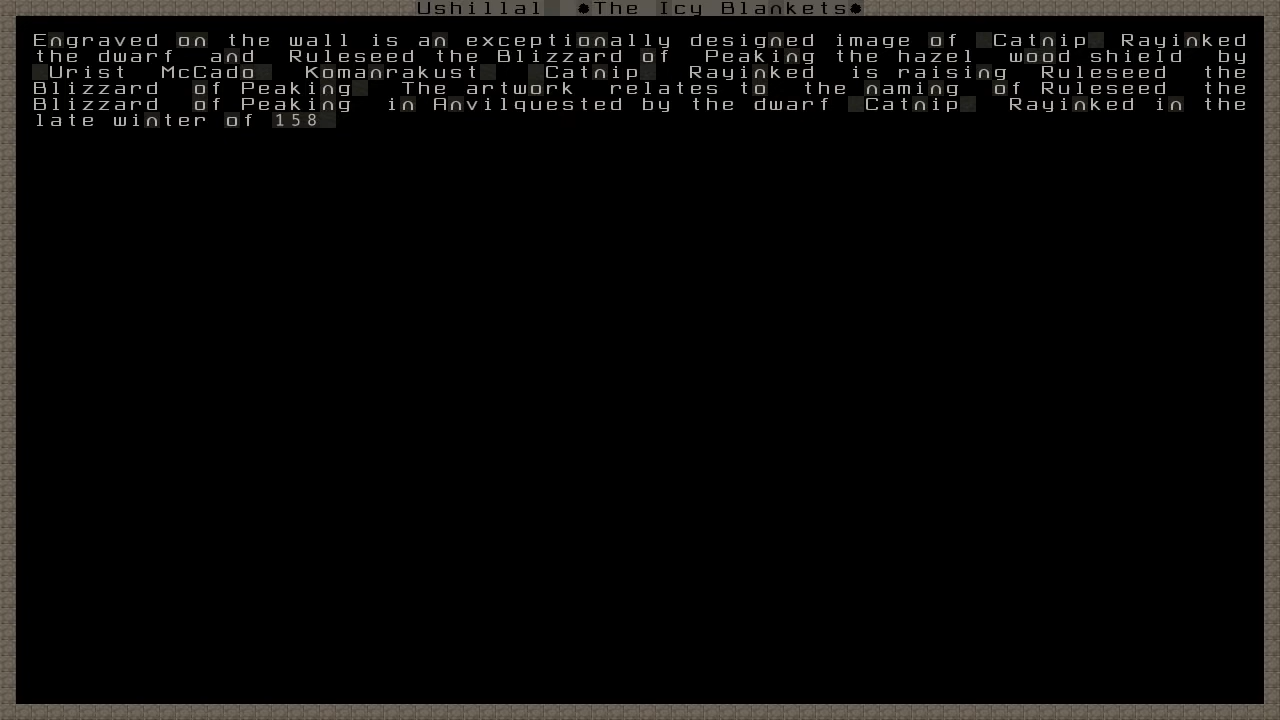 Ushillal ✹The Icy Blankets✹
Engraved on the wall is an exceptionally designed image of Catnip Rayinked
the dwarf and Ruleseed the Blizzard of Peaking the hazel wood shield by
Urist McCado Komanrakust Catnip Rayinked is raising Ruleseed the
Blizzard of Peaking The artwork relates to the naming of Ruleseed the
Blizzard of Peaking in Anvilquested by the dwarf Catnip Rayinked in the
late winter of 158